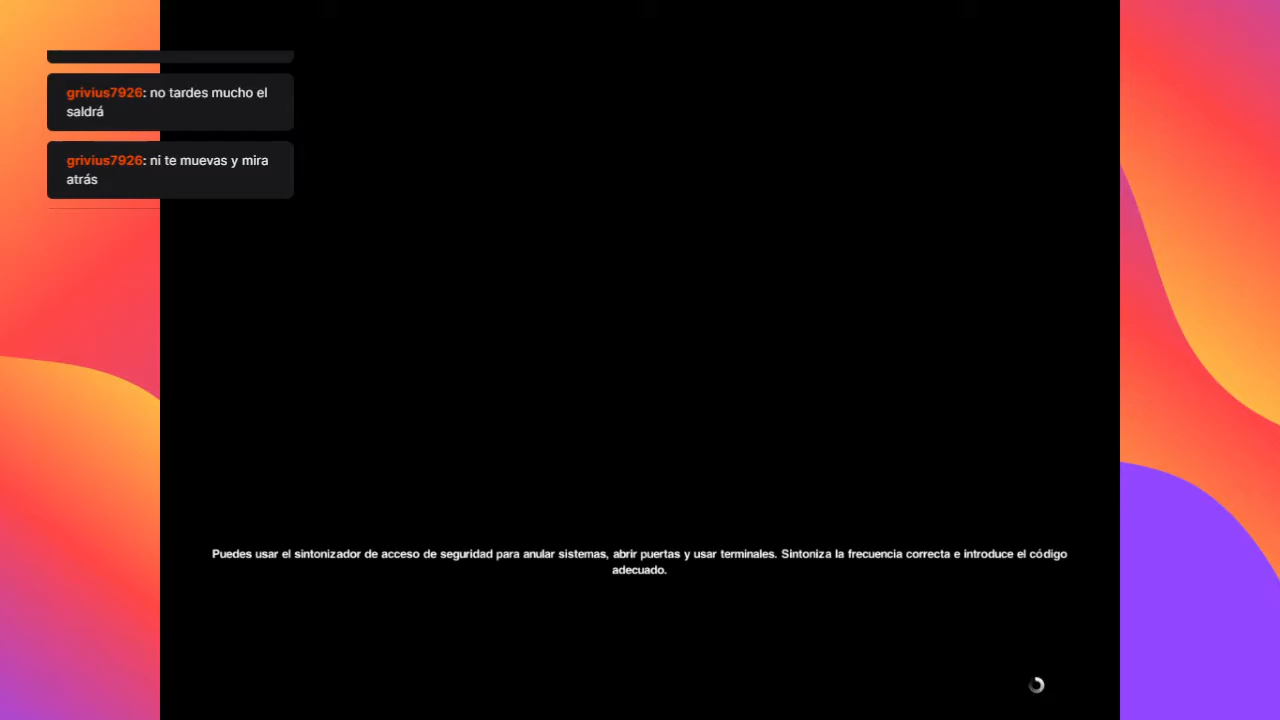 grivius7926: no tardes mucho el
saldrá
grivius7926: ni te muevas y mira
atrás
Puedes usar el sintonizador de acceso de seguridad para anular sistemas, abrir puertas y usar terminales. Sintoniza la frecuencia correcta e introduce el código
adecuado.